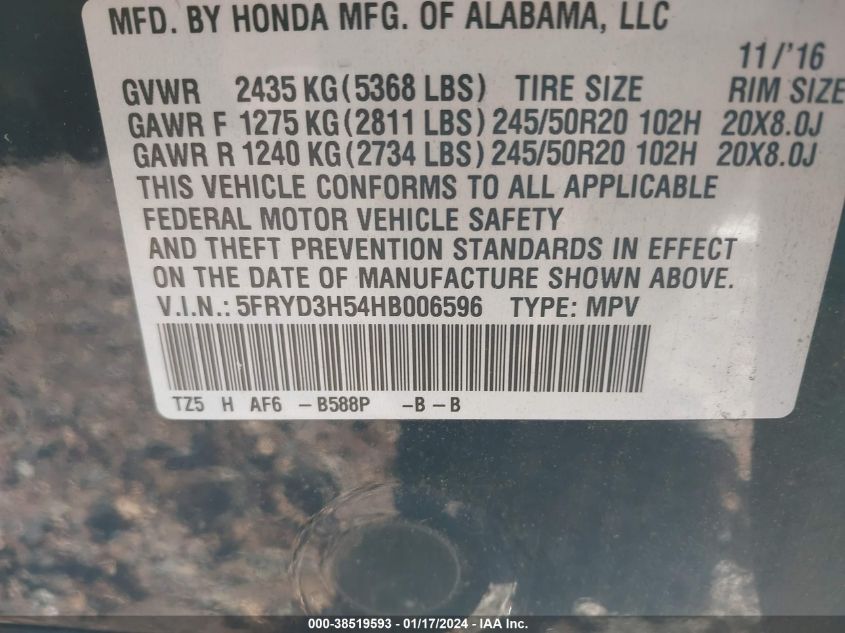 MFD. BY HONDA MFG. OF ALABAMA, LLC
11/'16
GVWR 2435 KG (5368 LBS) TIRE SIZE RIM SIZE
GAWR F 1275 KG (2811 LBS) 245/50R20 102H 20X8.0J
GAWR R 1240 KG (2734 LBS) 245/50R20 102H 20X8.0J
THIS VEHICLE CONFORMS TO ALL APPLICABLE
FEDERAL MOTOR VEHICLE SAFETY
AND THEFT PREVENTION STANDARDS IN EFFECT
ON THE DATE OF MANUFACTURE SHOWN ABOVE.
V.I.N.: 5FRYD3H54HB006596 TYPE: MPV
TZ5 H AF6 - B588P - B - B
000-38519593 - 01/17/2024 - IAA Inc.